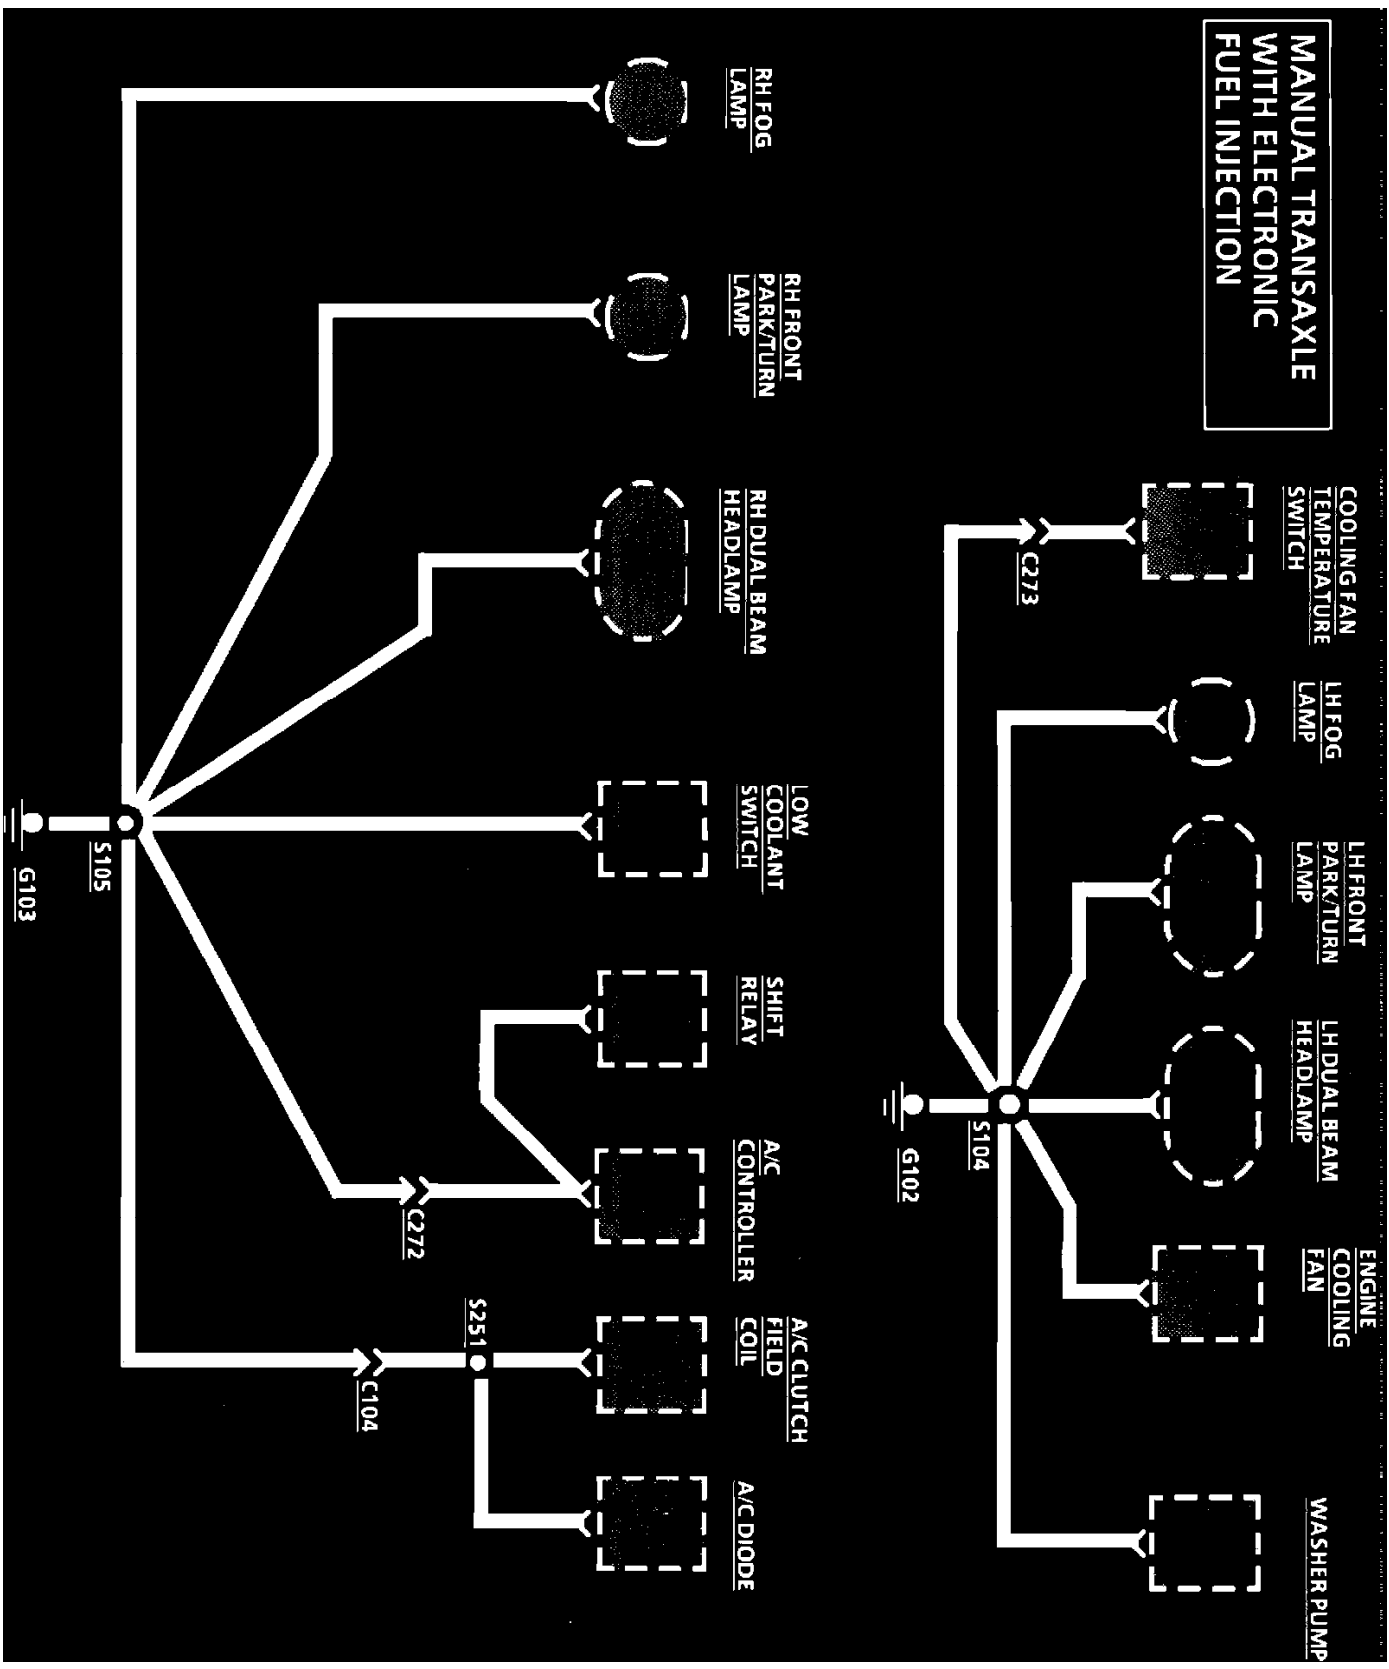 MANUAL TRANSAXLE
WITH ELECTRONIC
FUEL INJECTION
COOLING FAN
TEMPERATURE
SWITCH
LH FOG
LAMP
LH FRONT
PARK/TURN
LAMP
LH DUAL BEAM
HEADLAMP
ENGINE
COOLING
FAN
WASHER PUMP
C273
S104
G102
RH FOG
LAMP
RH FRONT
PARK/TURN
LAMP
RH DUAL BEAM
HEADLAMP
LOW
COOLANT
SWITCH
SHIFT
RELAY
A/C
CONTROLLER
A/C CLUTCH
FIELD
COIL
A/C DIODE
S251
C272
C104
S105
G103